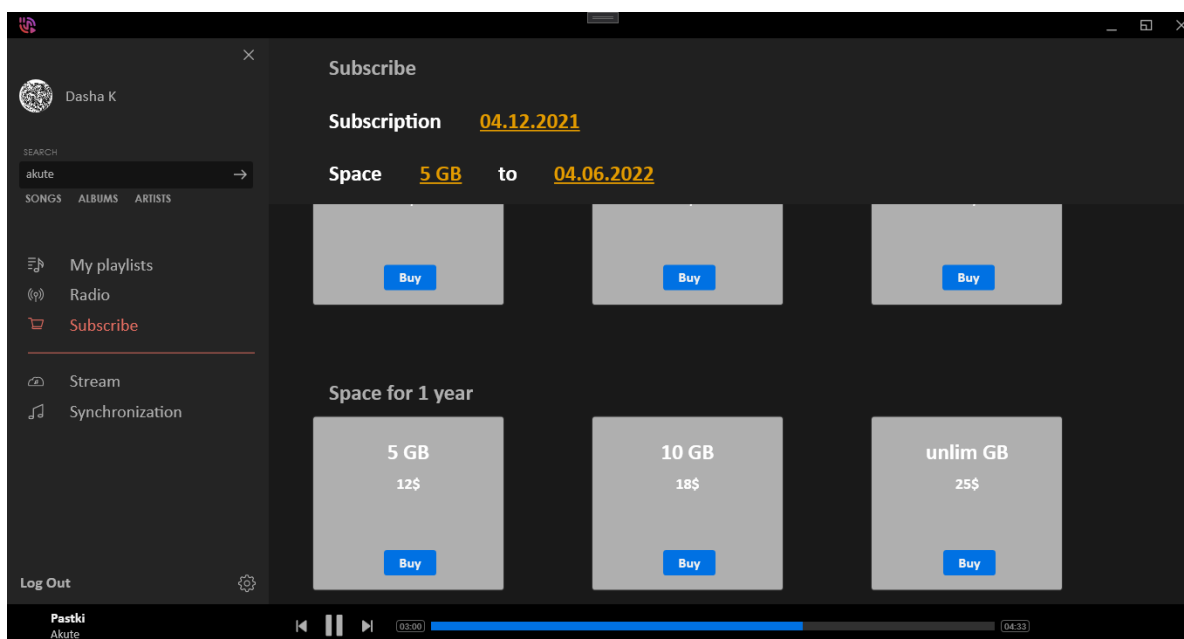 Dasha K
SEARCH
akute
SONGS ALBUMS ARTISTS
My playlists
Radio
Subscribe
Stream
Synchronization
Log Out
Subscribe
Subscription 04.12.2021
Space 5 GB to 04.06.2022
Buy Buy Buy
Space for 1 year
5 GB 10 GB unlim GB
12$ 18$ 25$
Buy Buy Buy
Pastki
Akute
03:00 04:33